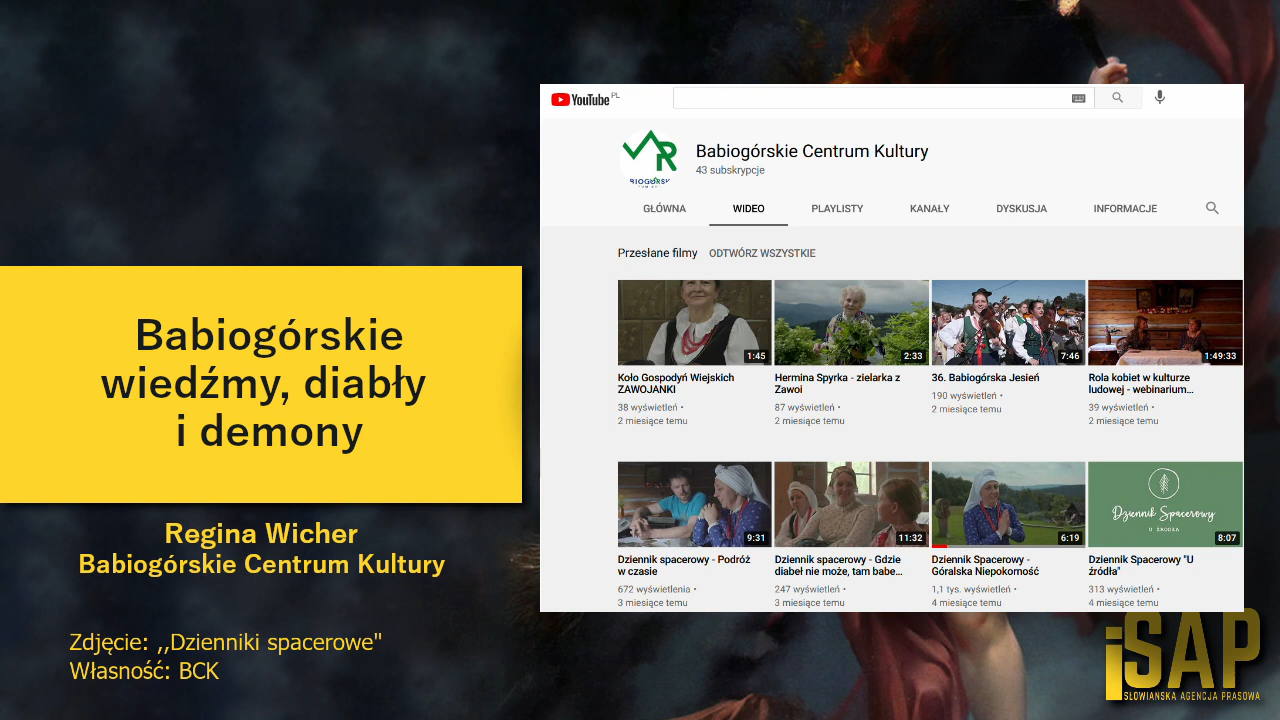 YouTube PL
Babiogórskie Centrum Kultury
43 subskrypcje
GŁÓWNA WIDEO PLAYLISTY KANAŁY DYSKUSJA INFORMACJE
Przesłane filmy ODTWÓRZ WSZYSTKIE
1:45 2:33 7:46 1:49:33
Koło Gospodyń Wiejskich
ZAWOJANKI
38 wyświetleń •
2 miesiące temu
Hermina Spyrka - zielarka z
Zawoi
87 wyświetleń •
2 miesiące temu
36. Babiogórska Jesień
190 wyświetleń •
2 miesiące temu
Rola kobiet w kulturze
ludowej - webinarium...
39 wyświetleń •
2 miesiące temu
Dziennik Spacerowy
U ŹRÓDŁA
9:31 11:32 6:19 8:07
Dziennik spacerowy - Podróż
w czasie
672 wyświetlenia •
3 miesiące temu
Dziennik spacerowy - Gdzie
diabeł nie może, tam babe...
247 wyświetleń •
3 miesiące temu
Dziennik Spacerowy -
Góralska Niepokorność
1,1 tys. wyświetleń •
4 miesiące temu
Dziennik Spacerowy "U
źródła"
313 wyświetleń •
4 miesiące temu
Babiogórskie
wiedźmy, diabły
i demony
Regina Wicher
Babiogórskie Centrum Kultury
Zdjęcie: ,,Dzienniki spacerowe"
Własność: BCK
iSAP
SŁOWIAŃSKA AGENCJA PRASOWA